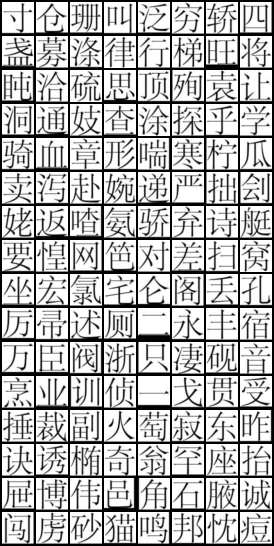 寸仓珊叫泛穷轿四
盏募涤律行梯旺将
盹洽硫思顶殉袁让
洞通妓查涂探乎学
骑血章形喘寒柠瓜
卖泻赴婉递严拙刽
姥返喳氨骄弃诗艇
要惶网笆对差扫窝
坐宏氯宅仑阁丢孔
厉帚述厕二永丰宿
万臣阀浙只凄砚音
烹业训侦一戈贯受
捶裁副火萄寂东昨
诀诱椭奇翁罕座抬
屉博伟邑角石腋诚
闯虏砂猫鸣邦忱痘